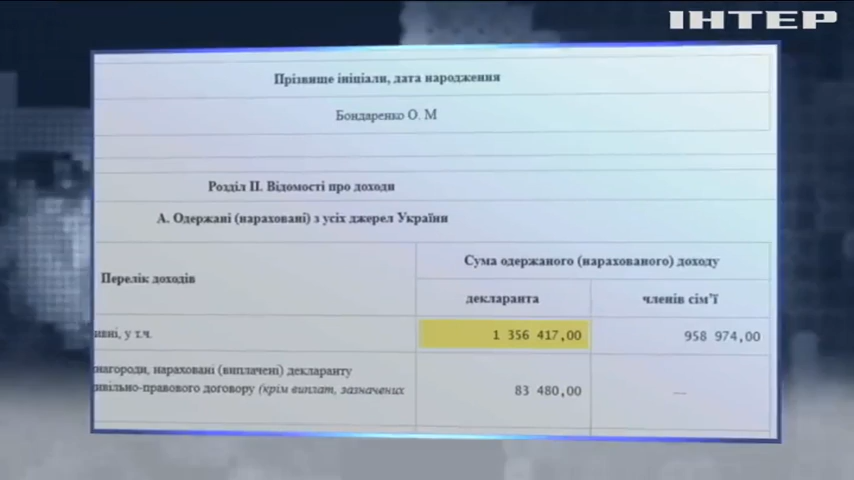 ІНТЕР
Прізвище ініціали, дата народження
Бондаренко О. М
Розділ II. Відомості про доходи
А. Одержані (нараховані) з усіх джерел України
Перелік доходів
Сума одержаного (нарахованого) доходу
декларанта
членів сім’ї
ивні, у т.ч.
1 356 417,00
958 974,00
нагороди, нараховані (виплачені) декларанту
ивільно-правового договору (крім виплат, зазначених
83 480,00
—